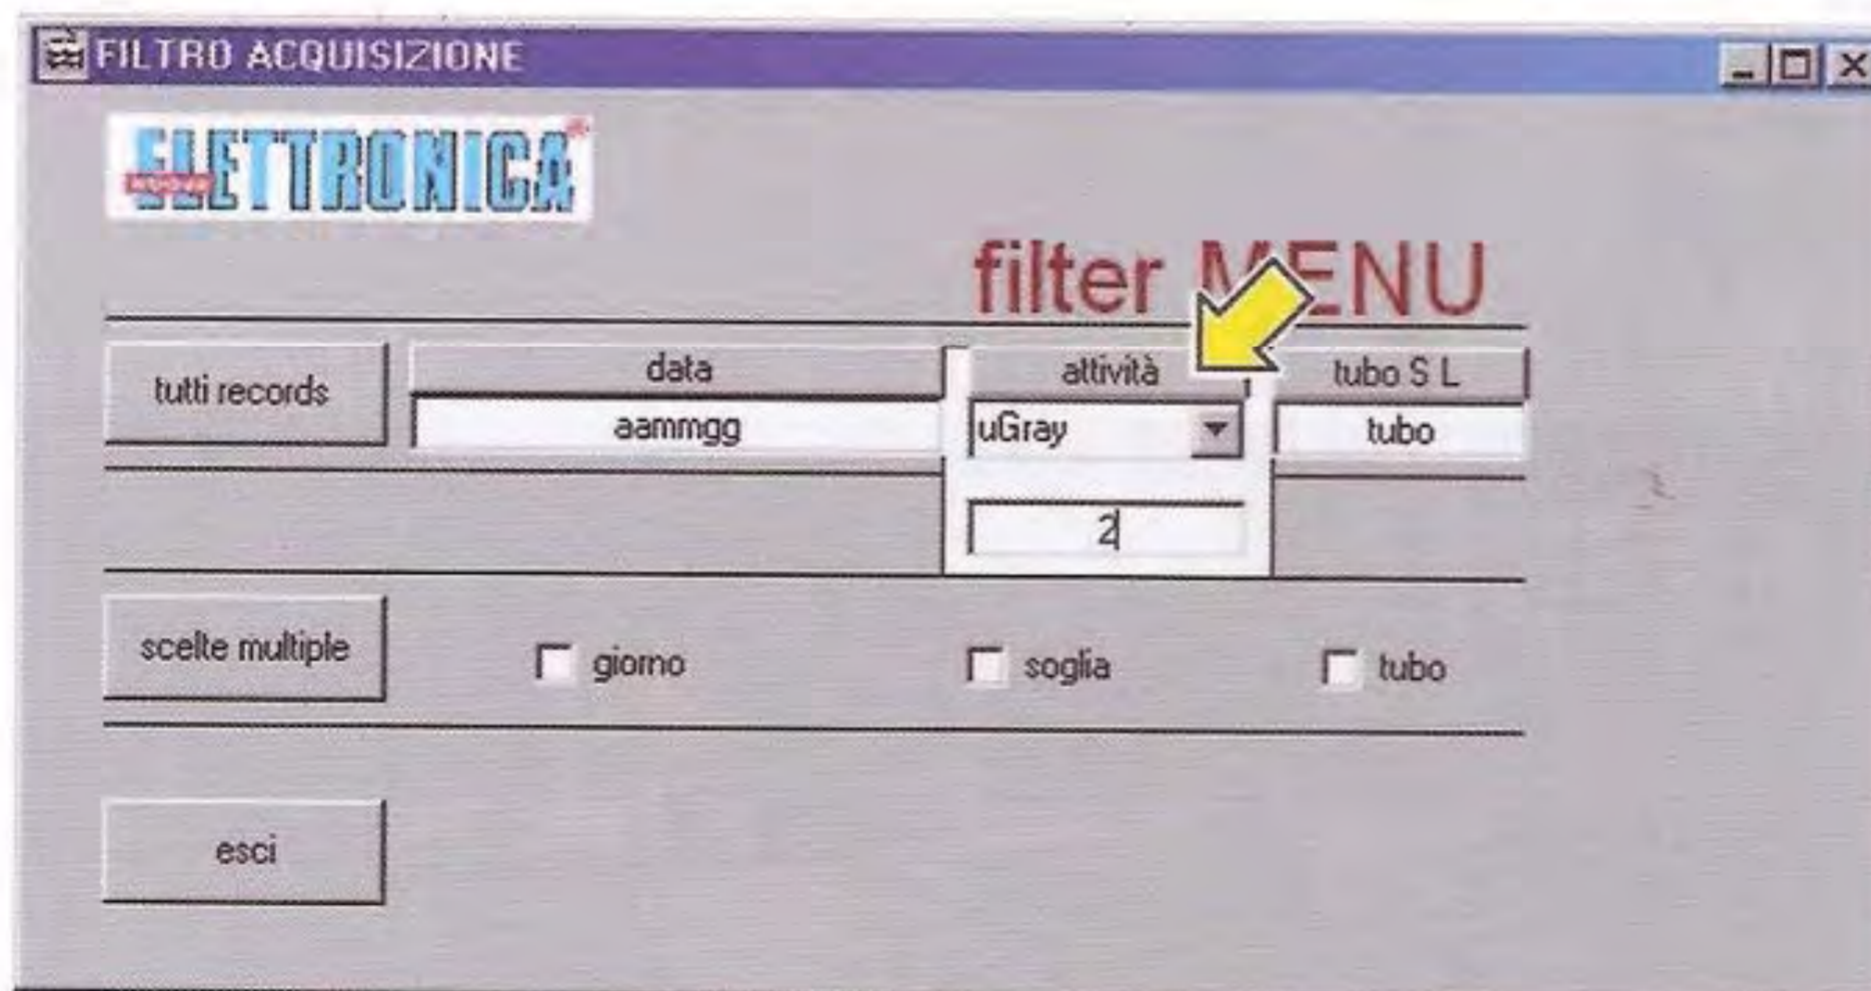 FILTRO ACQUISIZIONE
NUOVA
ELETTRONICA
filter MENU
tutti records
data
attività
tubo S L
aammgg
uGray
tubo
2
scelte multiple
giorno
soglia
tubo
esci